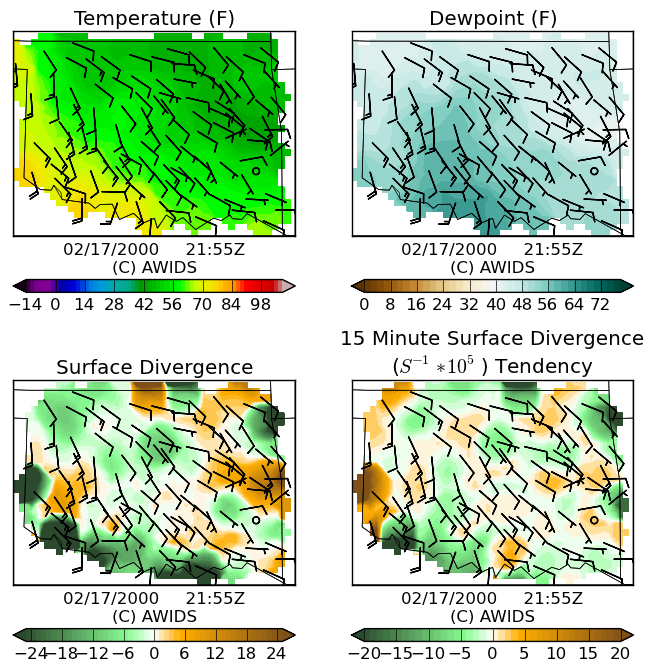 Temperature (F)
Dewpoint (F)
02/17/2000 21:55Z
(C) AWIDS
02/17/2000 21:55Z
(C) AWIDS
−14 0 14 28 42 56 70 84 98
0 8 16 24 32 40 48 56 64 72
Surface Divergence
15 Minute Surface Divergence
(S⁻¹ *10⁵ ) Tendency
02/17/2000 21:55Z
(C) AWIDS
02/17/2000 21:55Z
(C) AWIDS
−24 −18 −12 −6 0 6 12 18 24
−20 −15 −10 −5 0 5 10 15 20